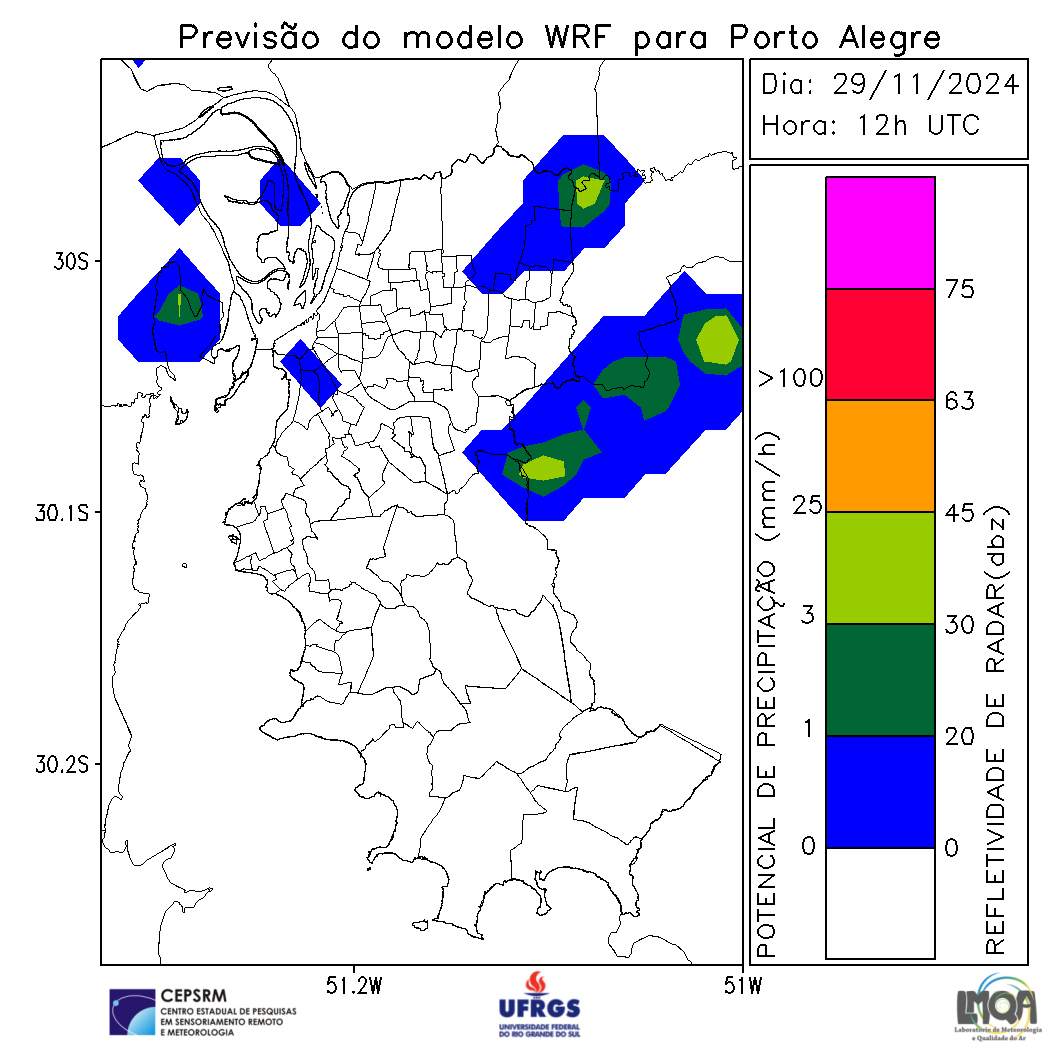 Previsão do modelo WRF para Porto Alegre
Dia: 29/11/2024
Hora: 12h UTC
30S
30.1S
30.2S
51.2W
51W
POTENCIAL DE PRECIPITAÇÃO (mm/h)
>100
25
3
1
0
75
63
45
30
20
0
REFLETIVIDADE DE RADAR(dbz)
CEPSRM
CENTRO ESTADUAL DE PESQUISAS
EM SENSORIAMENTO REMOTO
E METEOROLOGIA
UFRGS
UNIVERSIDADE FEDERAL
DO RIO GRANDE DO SUL
LMQA
Laboratório de Meteorologia
e Qualidade do Ar